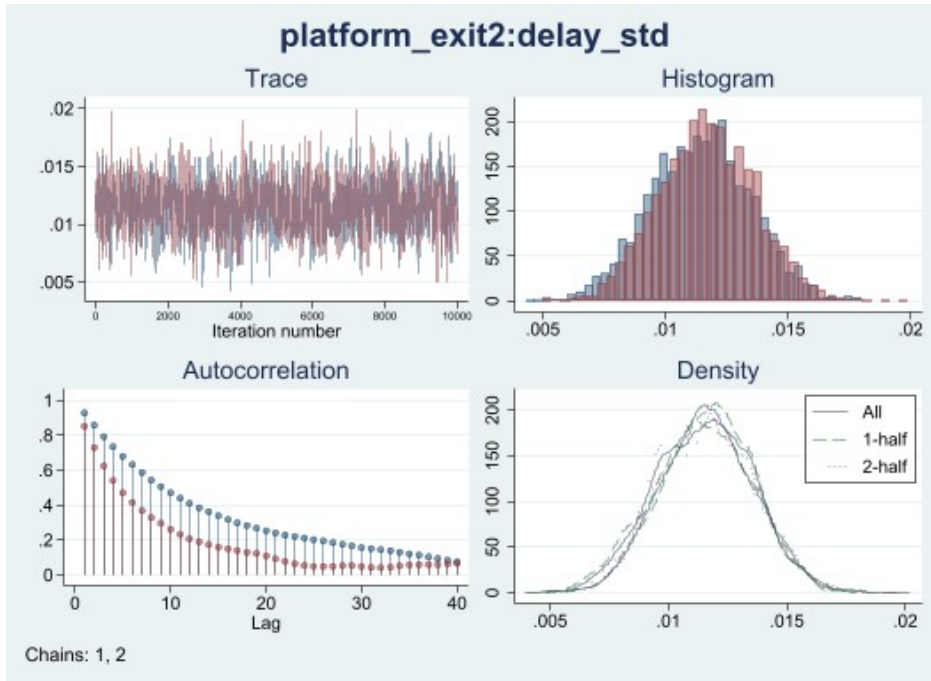 platform_exit2:delay_std
Trace
.02
.015
.01
.005
0 2000 4000 6000 8000 10000
Iteration number
Histogram
200
150
100
50
0
.005 .01 .015 .02
Autocorrelation
1
.8
.6
.4
.2
0
0 10 20 30 40
Lag
Density
200
150
100
50
0
.005 .01 .015 .02
All
1-half
2-half
Chains: 1, 2